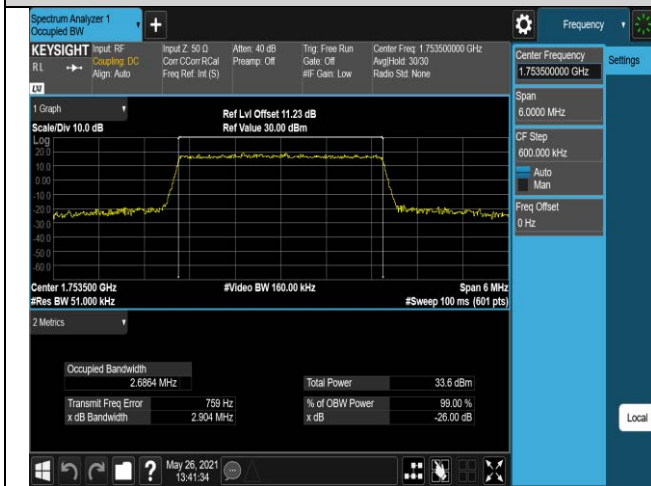 Spectrum Analyzer 1
Occupied BW
+
Frequency
KEYSIGHT
RL
LXI
Input: RF
Coupling: DC
Align: Auto
Input Z: 50 Ω
Corr CCorr RCal
Freq Ref: Int (S)
Atten: 40 dB
Preamp: Off
Trig: Free Run
Gate: Off
#IF Gain: Low
Center Freq: 1.753500000 GHz
Avg|Hold: 30/30
Radio Std: None
Center Frequency
1.753500000 GHz
Settings
Span
6.0000 MHz
CF Step
600.000 kHz
Auto
Man
Freq Offset
0 Hz
1 Graph
Scale/Div 10.0 dB
Ref Lvl Offset 11.23 dB
Ref Value 30.00 dBm
Log
20.0
10.0
0.00
-10.0
-20.0
-30.0
-40.0
-50.0
-60.0
Center 1.753500 GHz
#Video BW 160.00 kHz
Span 6 MHz
#Res BW 51.000 kHz
#Sweep 100 ms (601 pts)
2 Metrics
Occupied Bandwidth
2.6864 MHz
Total Power 33.6 dBm
Transmit Freq Error 759 Hz
% of OBW Power 99.00 %
x dB Bandwidth 2.904 MHz
x dB -26.00 dB
Local
?
May 26, 2021
13:41:34